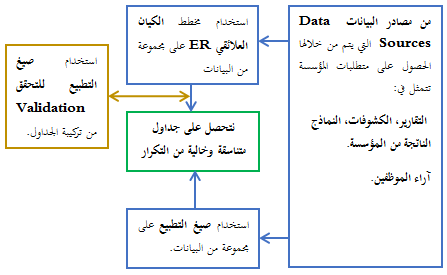 من مصادر البيانات Data
Sources التي يتم من خلالها
الحصول على متطلبات المؤسسة
تتمثل في:
التقارير، الكشوفات، النماذج
الناتجة من المؤسسة.
آراء الموظفين.
استخدام مخطط الكيان
العلائقي ER على مجموعة
من البيانات
استخدام صيغ
التطبيع للتحقق
Validation
من تركيبة الجداول.
نتحصل على جداول
متناسقة وخالية من التكرار
استخدام صيغ التطبيع على
مجموعة من البيانات.